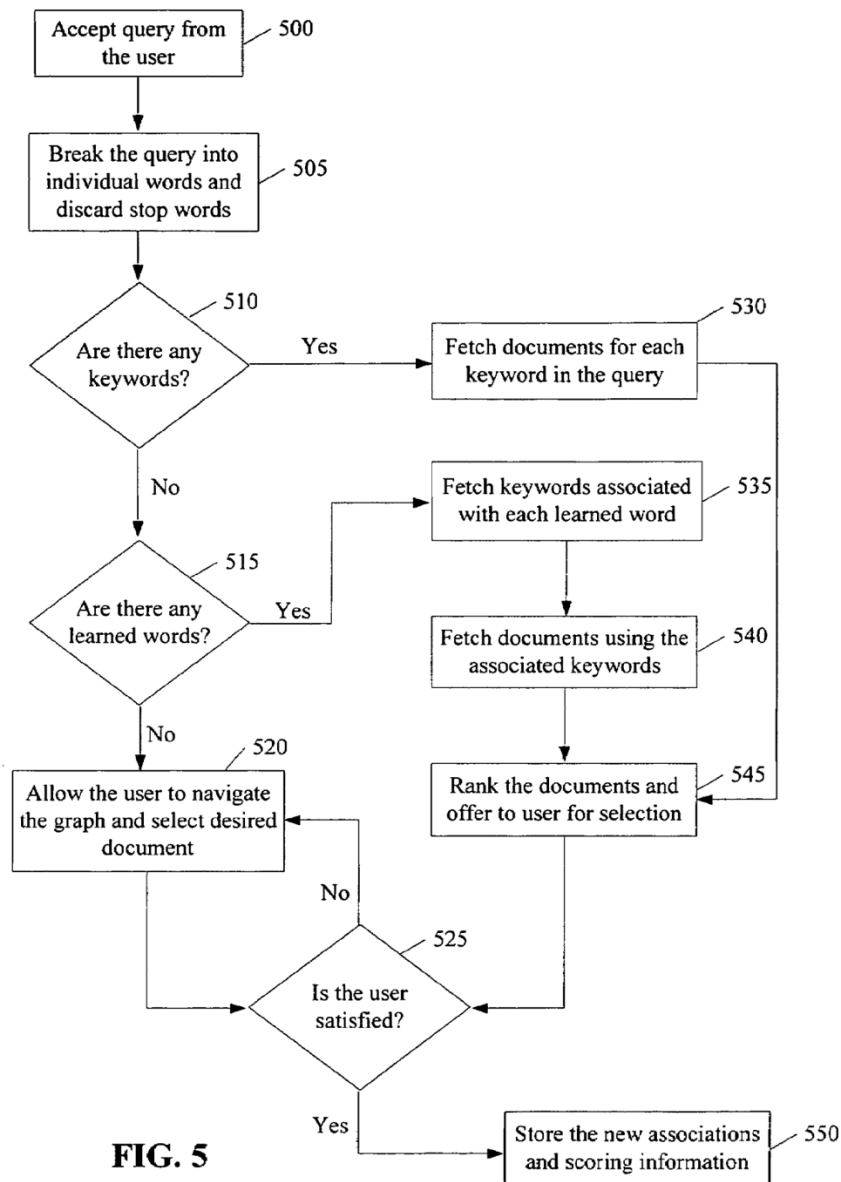 Accept query from
the user
500
Break the query into
individual words and
discard stop words
505
510
Are there any
keywords?
Yes
530
Fetch documents for each
keyword in the query
No
Fetch keywords associated
with each learned word
535
515
Are there any
learned words?
Yes
Fetch documents using the
associated keywords
540
No
520
Allow the user to navigate
the graph and select desired
document
Rank the documents and
offer to user for selection
545
No
525
Is the user
satisfied?
Yes
Store the new associations
and scoring information
550
FIG. 5